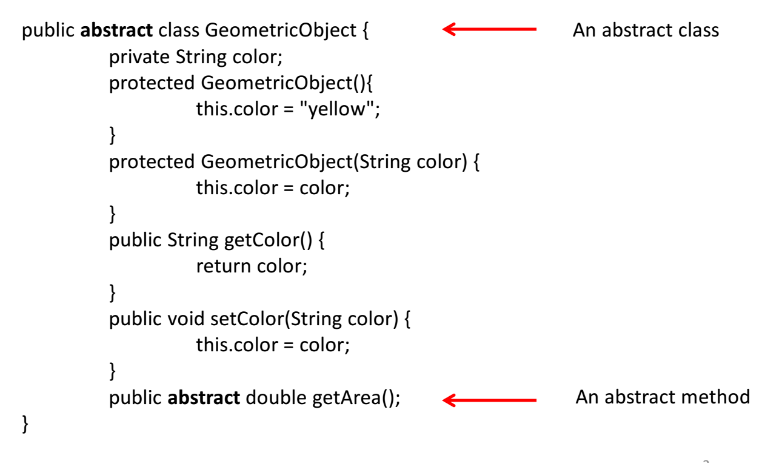 public abstract class GeometricObject { An abstract class
private String color;
protected GeometricObject(){
this.color = "yellow";
}
protected GeometricObject(String color) {
this.color = color;
}
public String getColor() {
return color;
}
public void setColor(String color) {
this.color = color;
}
public abstract double getArea(); An abstract method
}